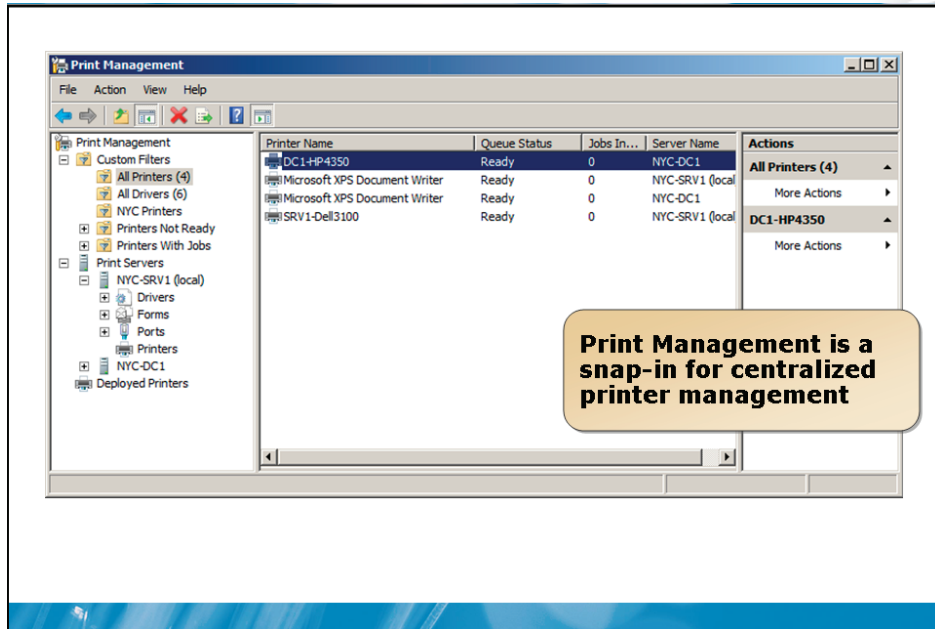 Print Management
File Action View Help
Print Management
Custom Filters
All Printers (4)
All Drivers (6)
NYC Printers
Printers Not Ready
Printers With Jobs
Print Servers
NYC-SRV1 (local)
Drivers
Forms
Ports
Printers
NYC-DC1
Deployed Printers
Printer Name Queue Status Jobs In... Server Name
DC1-HP4350 Ready 0 NYC-DC1
Microsoft XPS Document Writer Ready 0 NYC-SRV1 (local
Microsoft XPS Document Writer Ready 0 NYC-DC1
SRV1-Dell3100 Ready 0 NYC-SRV1 (local
Actions
All Printers (4)
More Actions
DC1-HP4350
More Actions
Print Management is a
snap-in for centralized
printer management